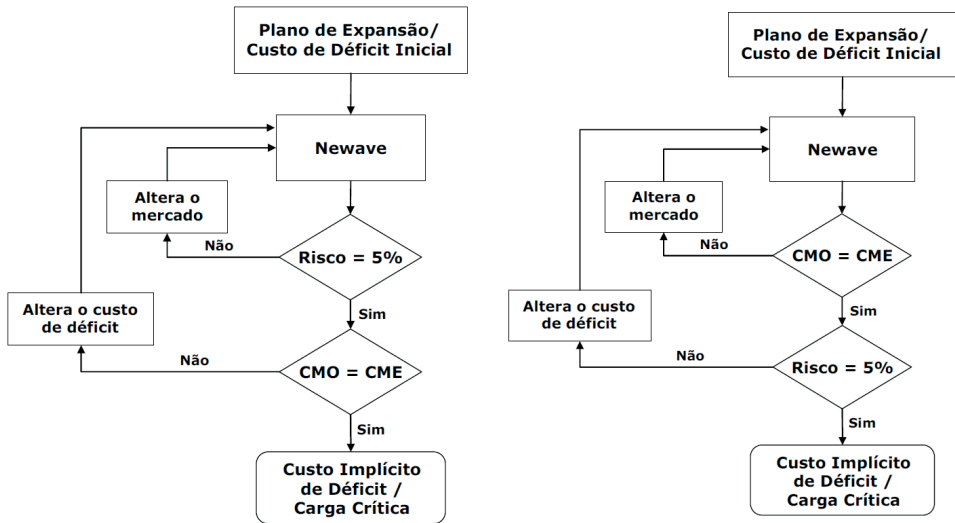 Plano de Expansão/
Custo de Déficit Inicial
Newave
Altera o
mercado
Não
Risco = 5%
Altera o custo
de déficit
Sim
Não
CMO = CME
Sim
Custo Implícito
de Déficit /
Carga Crítica
Plano de Expansão/
Custo de Déficit Inicial
Newave
Altera o
mercado
Não
CMO = CME
Altera o custo
de déficit
Sim
Não
Risco = 5%
Sim
Custo Implícito
de Déficit /
Carga Crítica